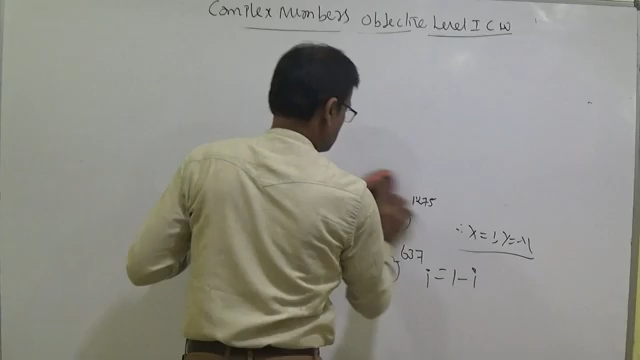 Complex Numbers Objective Level I C W
) 1475
∴ x = 1, y = -1
) 637 i = 1 - i